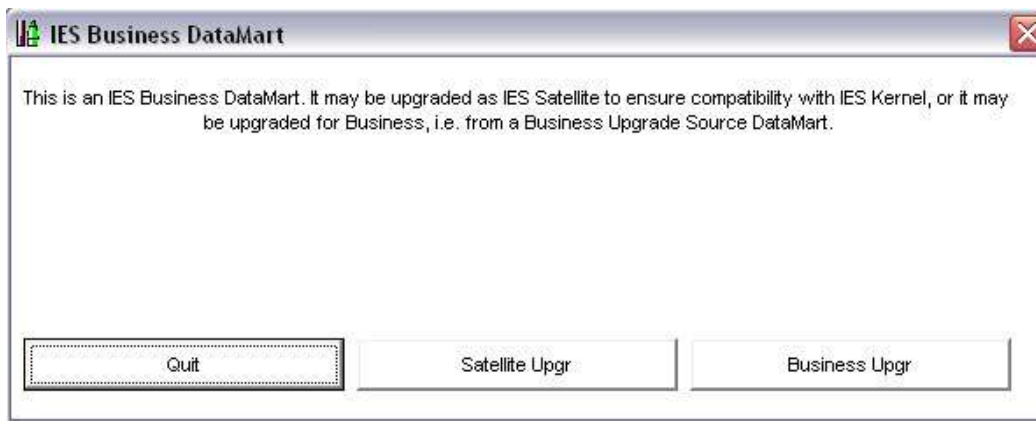 IES Business DataMart
This is an IES Business DataMart. It may be upgraded as IES Satellite to ensure compatibility with IES Kernel, or it may
be upgraded for Business, i.e. from a Business Upgrade Source DataMart.
Quit
Satellite Upgr
Business Upgr